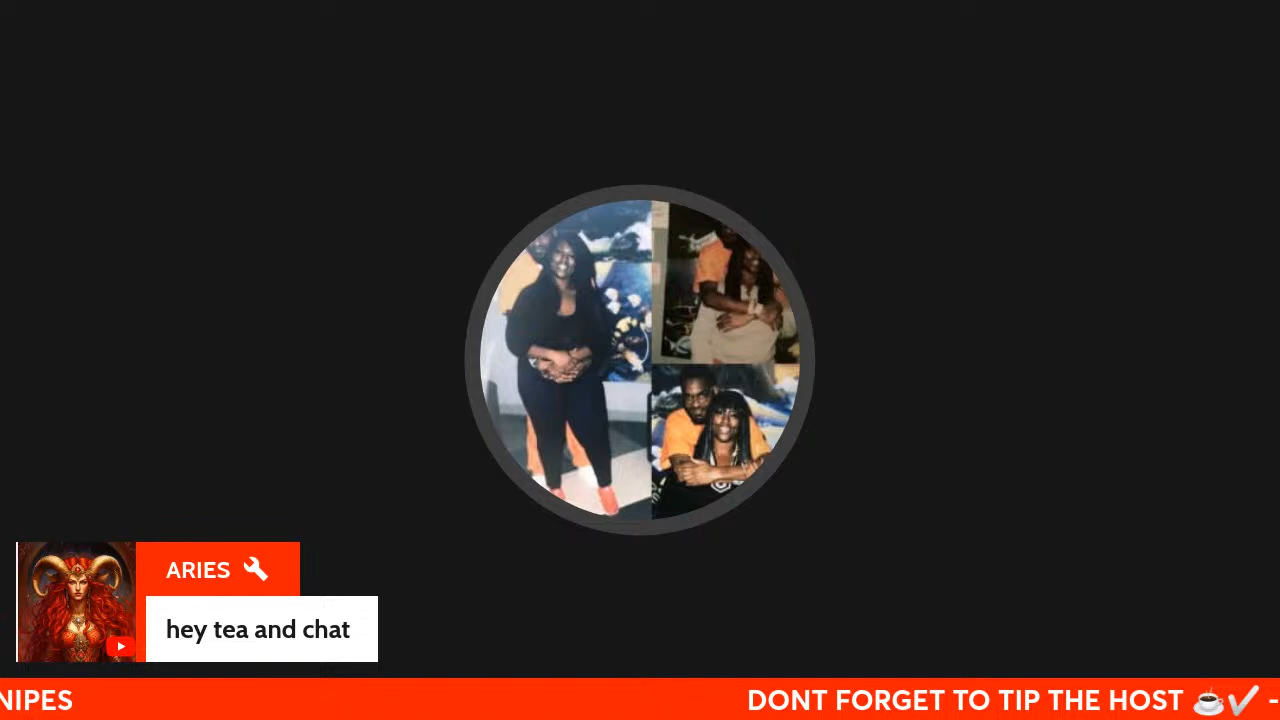 ARIES
hey tea and chat
NIPES DONT FORGET TO TIP THE HOST ☕✔ -